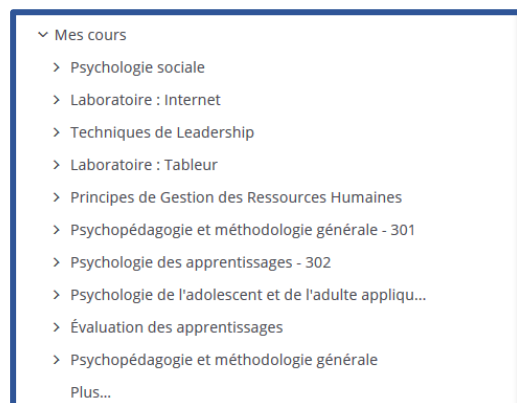 Mes cours
Psychologie sociale
Laboratoire : Internet
Techniques de Leadership
Laboratoire : Tableur
Principes de Gestion des Ressources Humaines
Psychopédagogie et méthodologie générale - 301
Psychologie des apprentissages - 302
Psychologie de l'adolescent et de l'adulte appliqu...
Évaluation des apprentissages
Psychopédagogie et méthodologie générale
Plus...